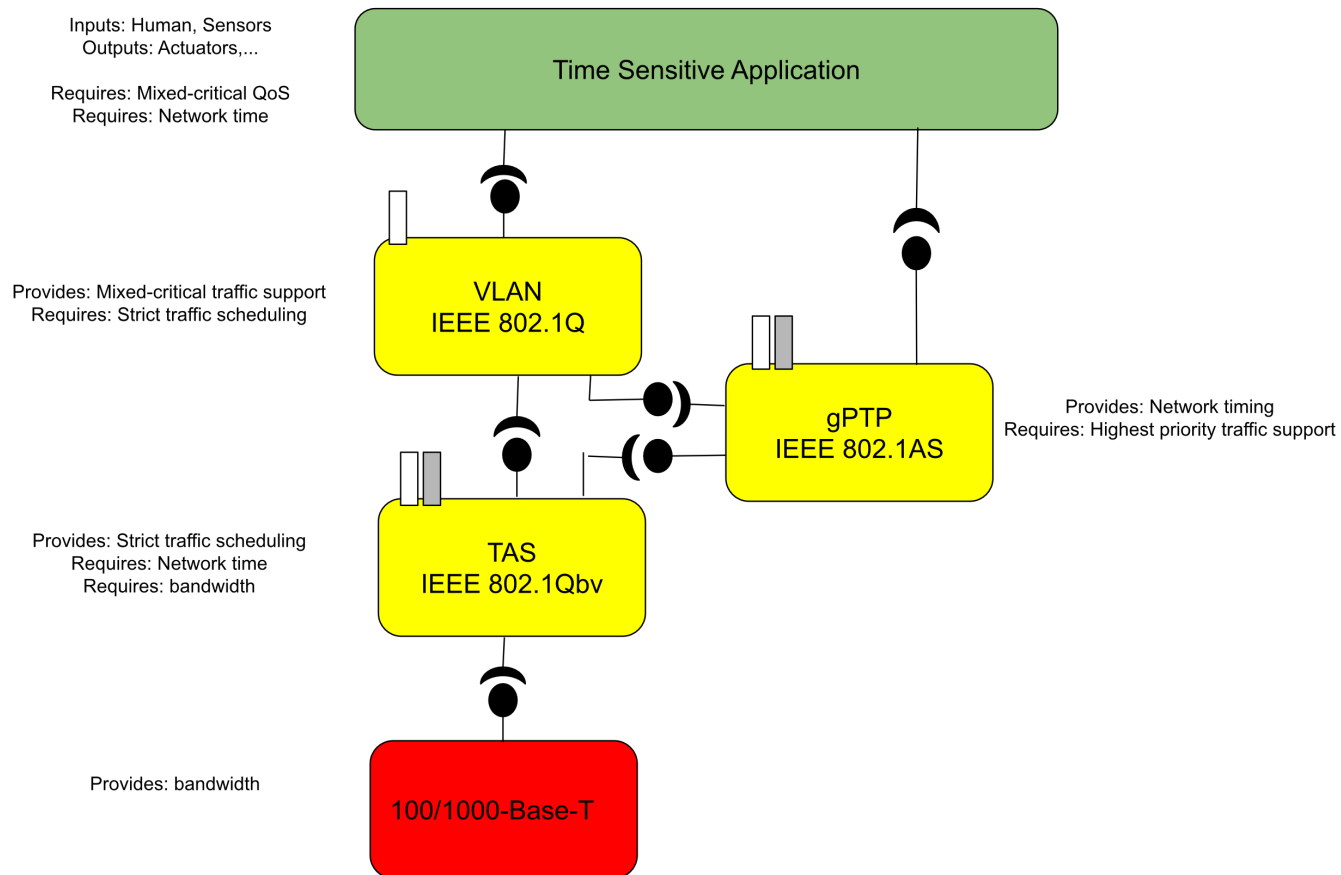 Inputs: Human, Sensors
Outputs: Actuators,...
Requires: Mixed-critical QoS
Requires: Network time
Time Sensitive Application
Provides: Mixed-critical traffic support
Requires: Strict traffic scheduling
VLAN
IEEE 802.1Q
gPTP
IEEE 802.1AS
Provides: Network timing
Requires: Highest priority traffic support
Provides: Strict traffic scheduling
Requires: Network time
Requires: bandwidth
TAS
IEEE 802.1Qbv
Provides: bandwidth
100/1000-Base-T